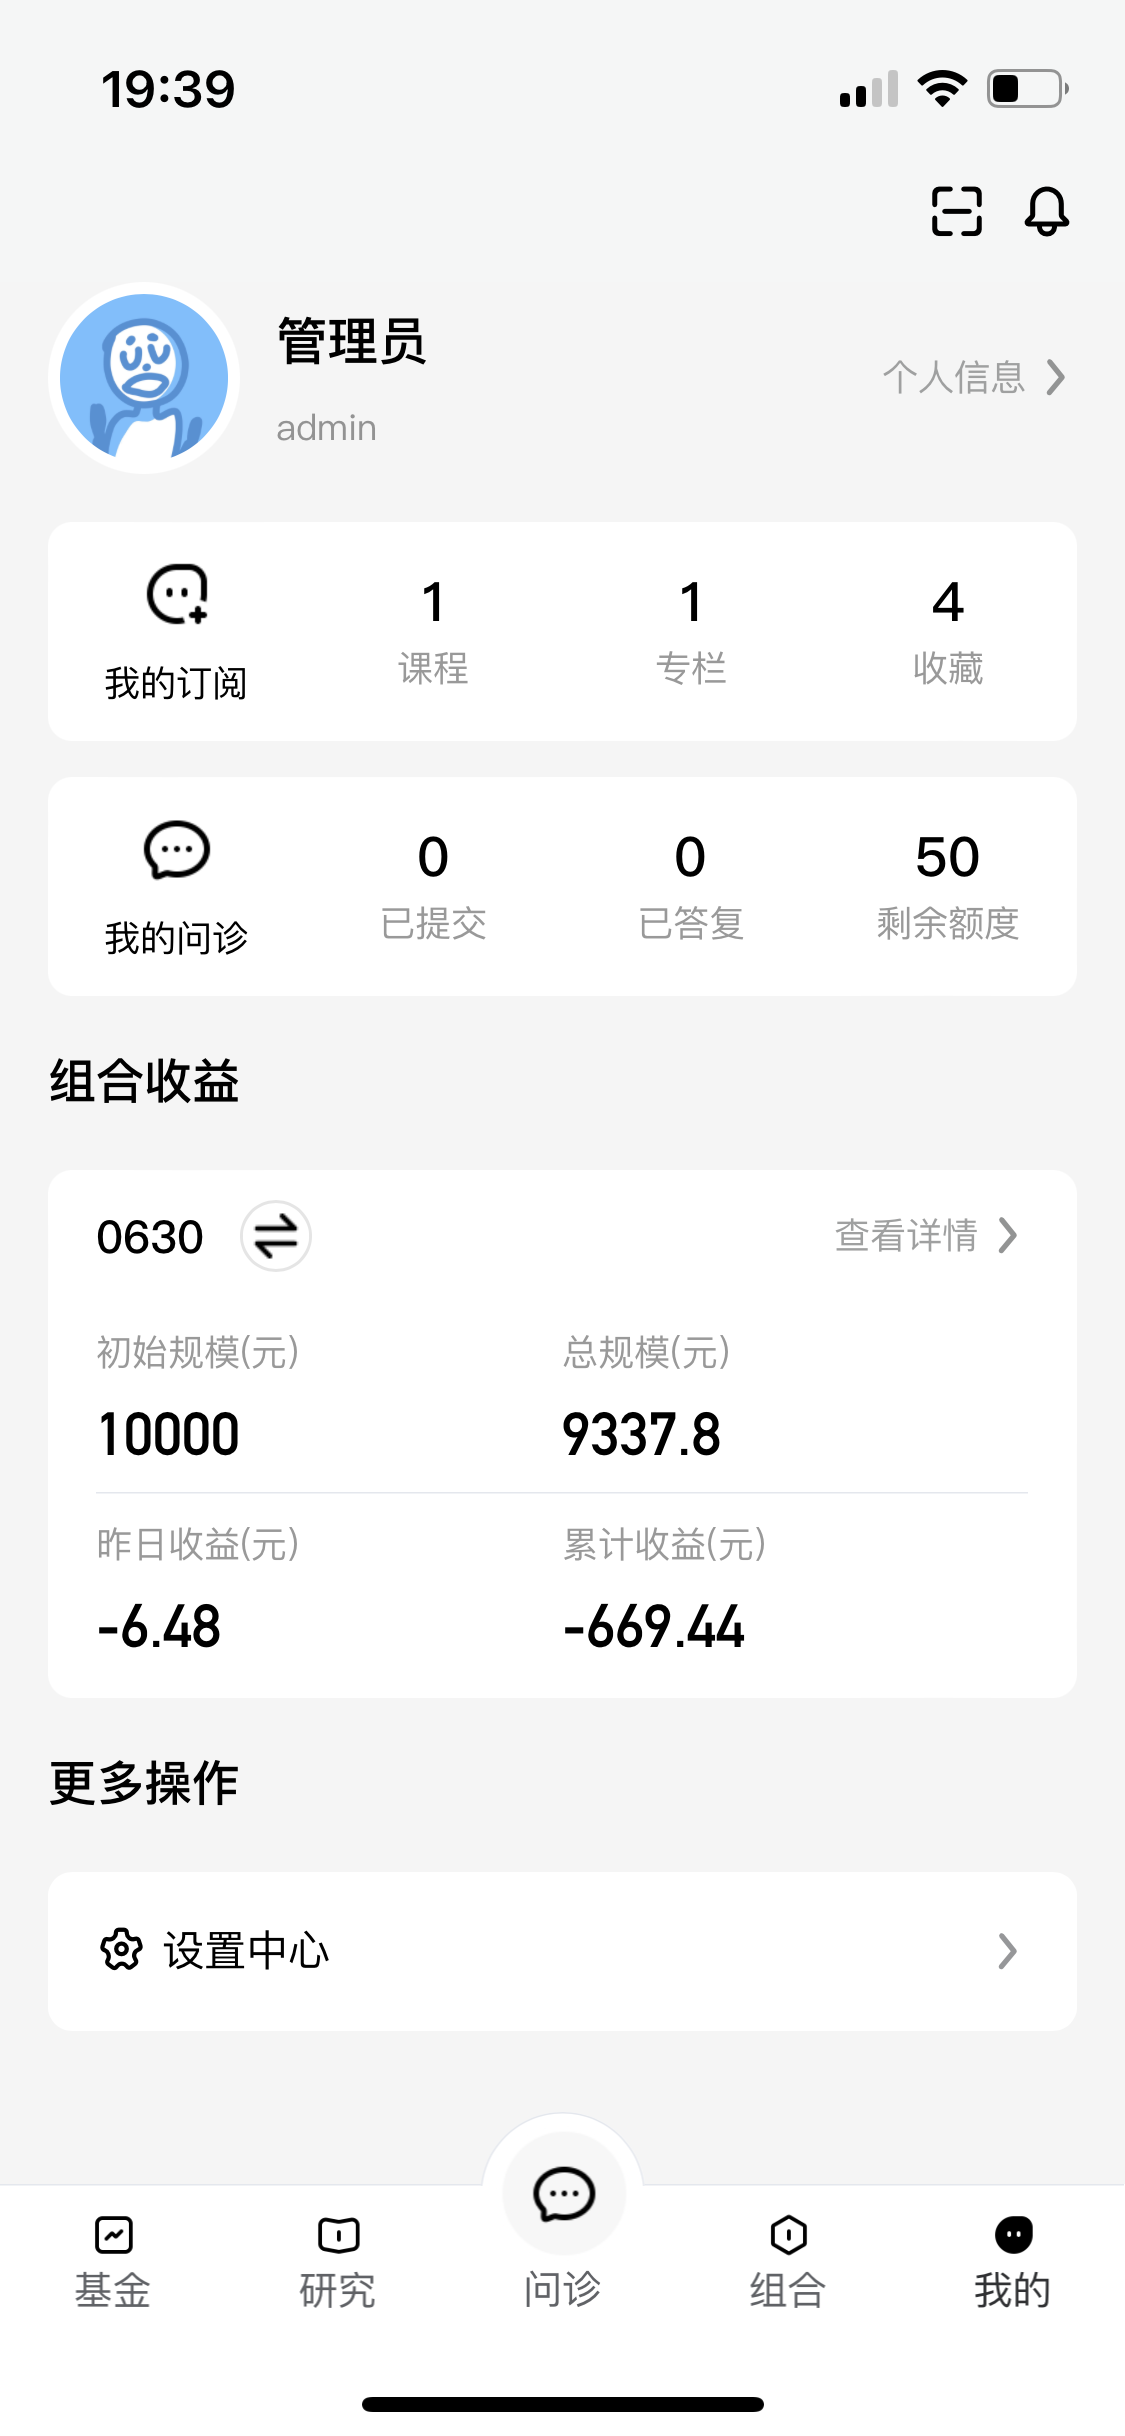 19:39
管理员
admin
个人信息
我的订阅
1
课程
1
专栏
4
收藏
我的问诊
0
已提交
0
已答复
50
剩余额度
组合收益
0630
查看详情
初始规模(元)
总规模(元)
10000
9337.8
昨日收益(元)
累计收益(元)
-6.48
-669.44
更多操作
设置中心
基金
研究
问诊
组合
我的